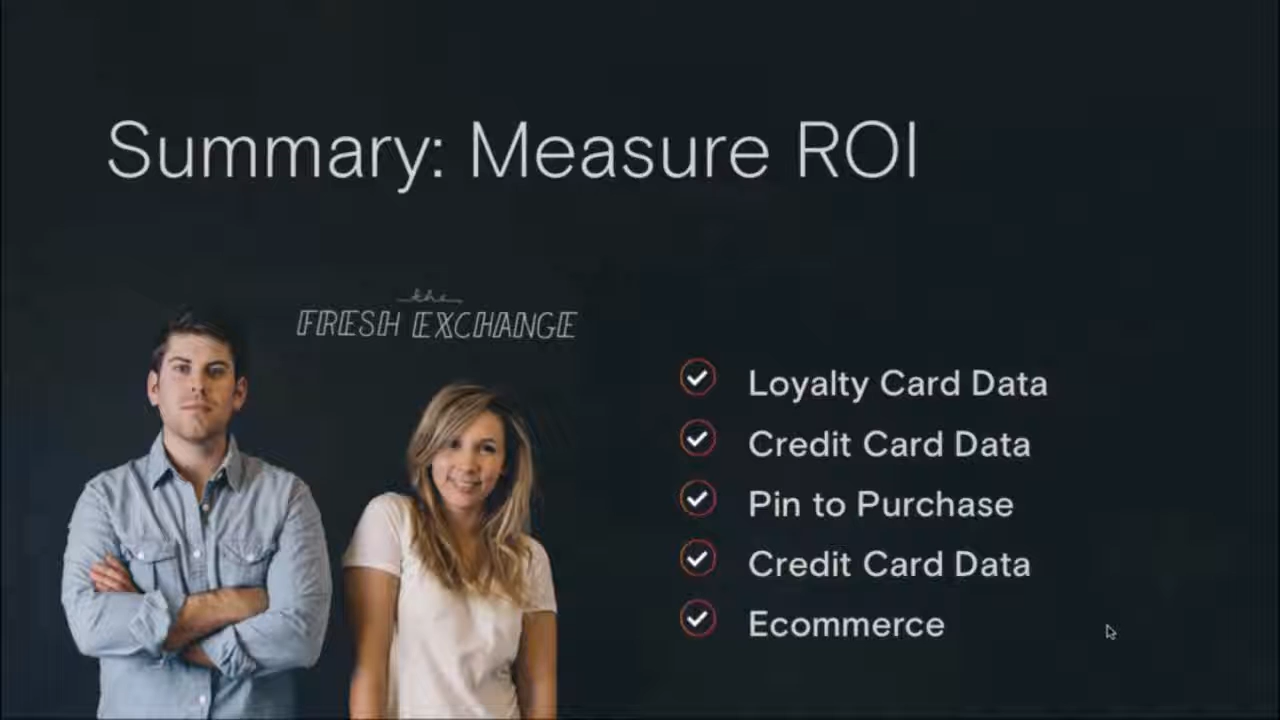 Summary: Measure ROI
the
FRESH EXCHANGE
Loyalty Card Data
Credit Card Data
Pin to Purchase
Credit Card Data
Ecommerce